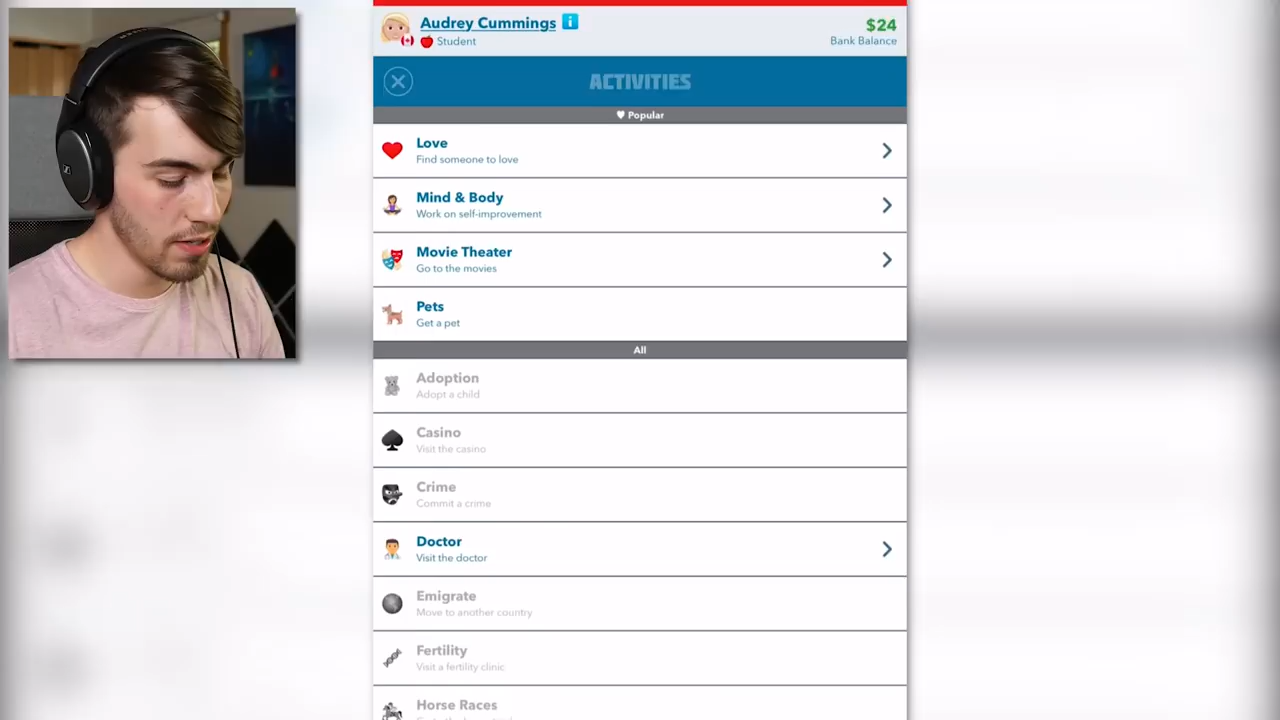 Audrey Cummings
Student
$24
Bank Balance
ACTIVITIES
Popular
Love
Find someone to love
Mind & Body
Work on self-improvement
Movie Theater
Go to the movies
Pets
Get a pet
All
Adoption
Adopt a child
Casino
Visit the casino
Crime
Commit a crime
Doctor
Visit the doctor
Emigrate
Move to another country
Fertility
Visit a fertility clinic
Horse Races